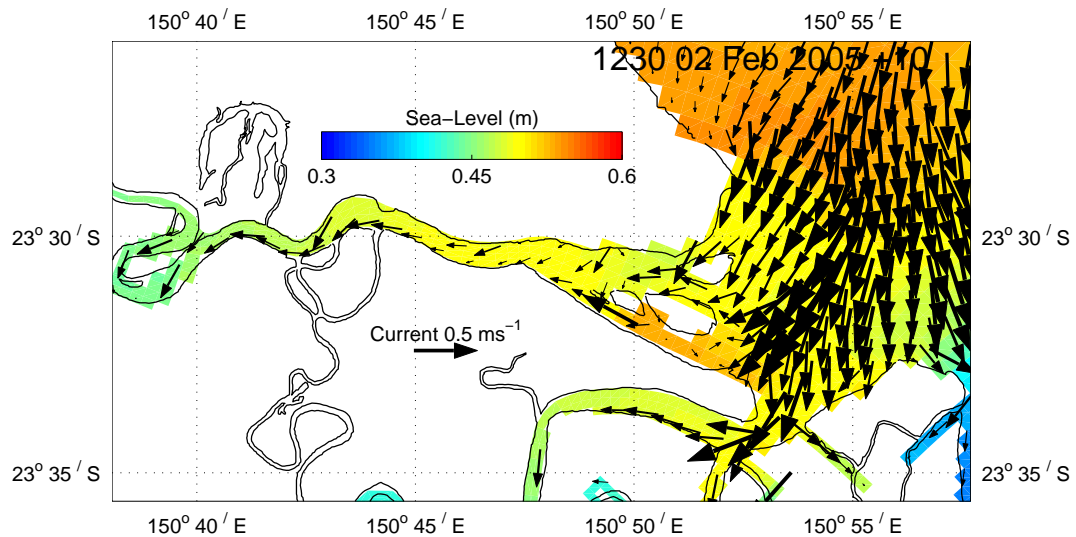 150° 40 ′ E 150° 45 ′ E 150° 50 ′ E 150° 55 ′ E
1230 02 Feb 2005 +10
Sea−Level (m)
0.3 0.45 0.6
23° 30 ′ S 23° 30 ′ S
Current 0.5 ms⁻¹
23° 35 ′ S 23° 35 ′ S
150° 40 ′ E 150° 45 ′ E 150° 50 ′ E 150° 55 ′ E